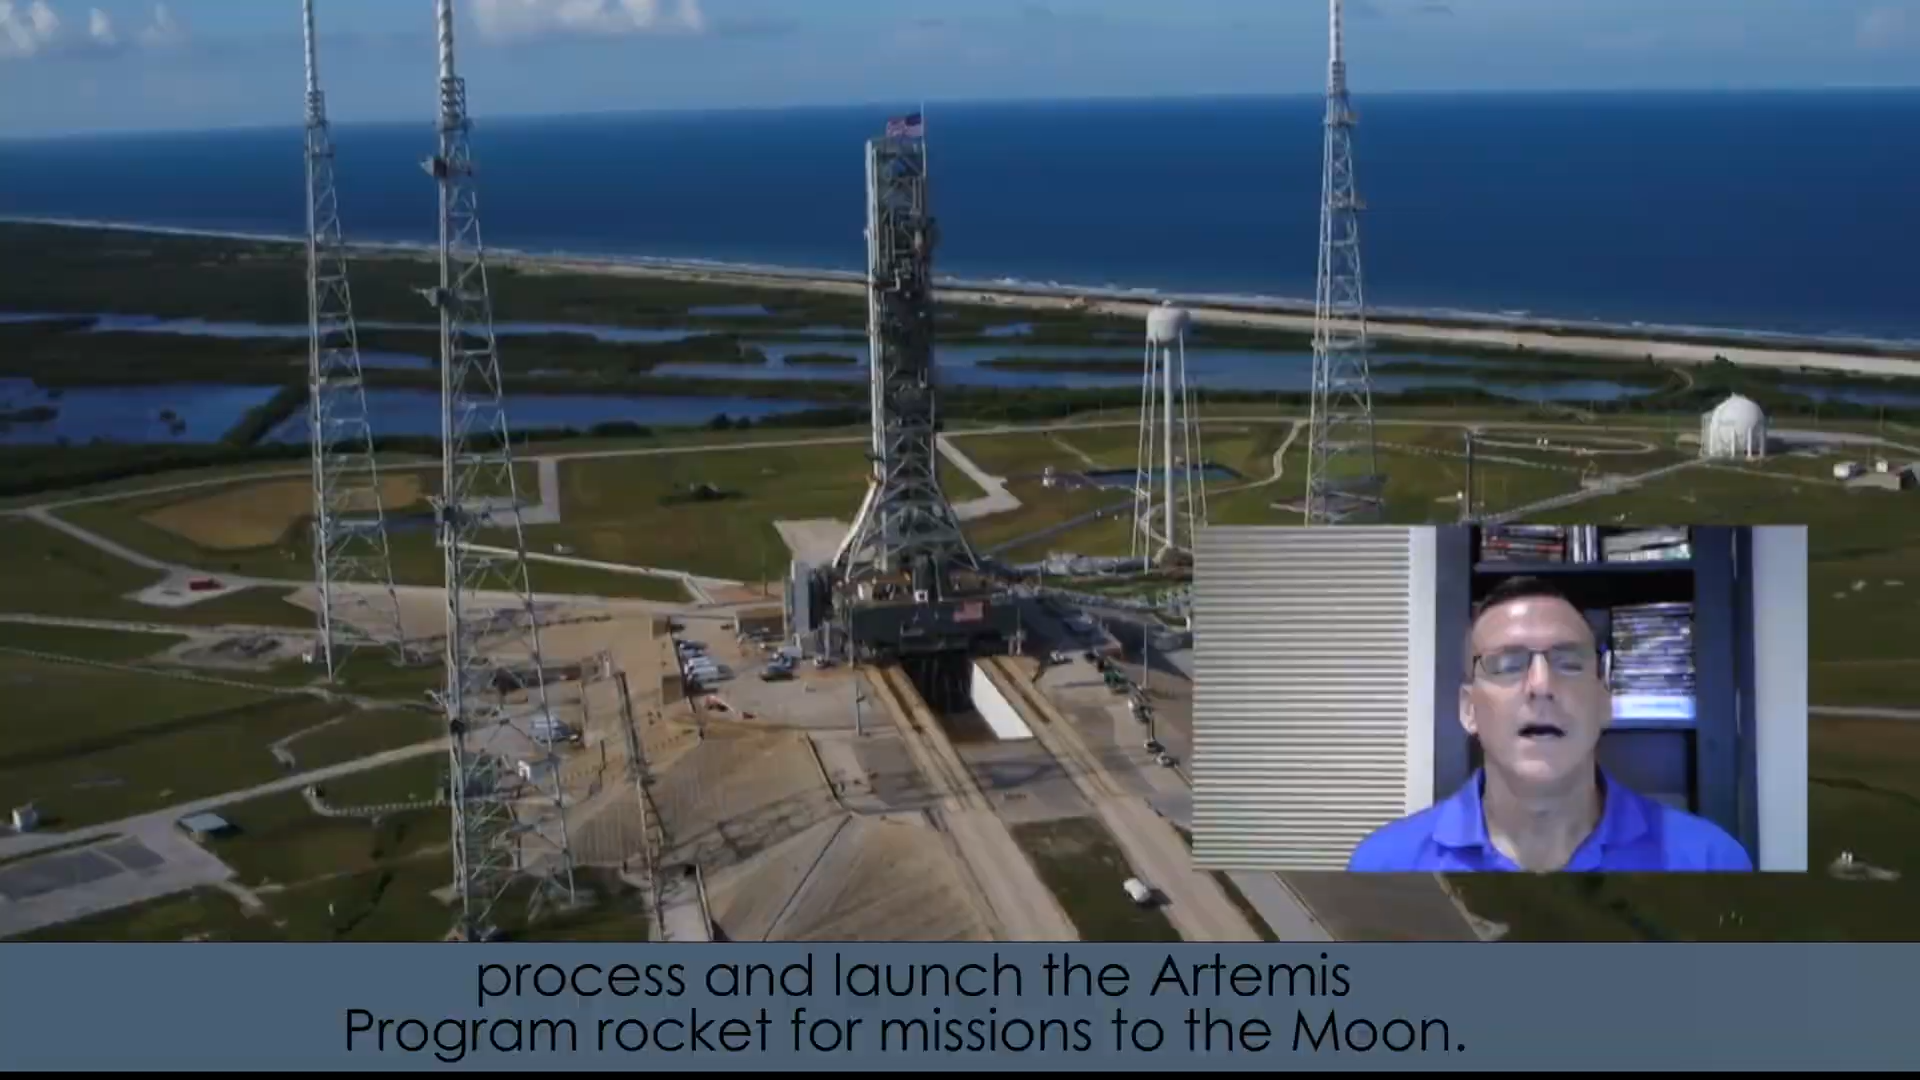 process and launch the Artemis
Program rocket for missions to the Moon.